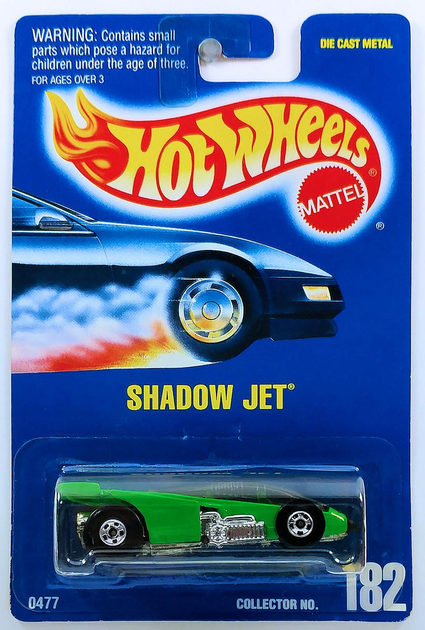 WARNING: Contains small
parts which pose a hazard for
children under the age of three.
FOR AGES OVER 3
DIE CAST METAL
HOT WHEELS
®
MATTEL
®
SHADOW JET®
0477
COLLECTOR NO. 182